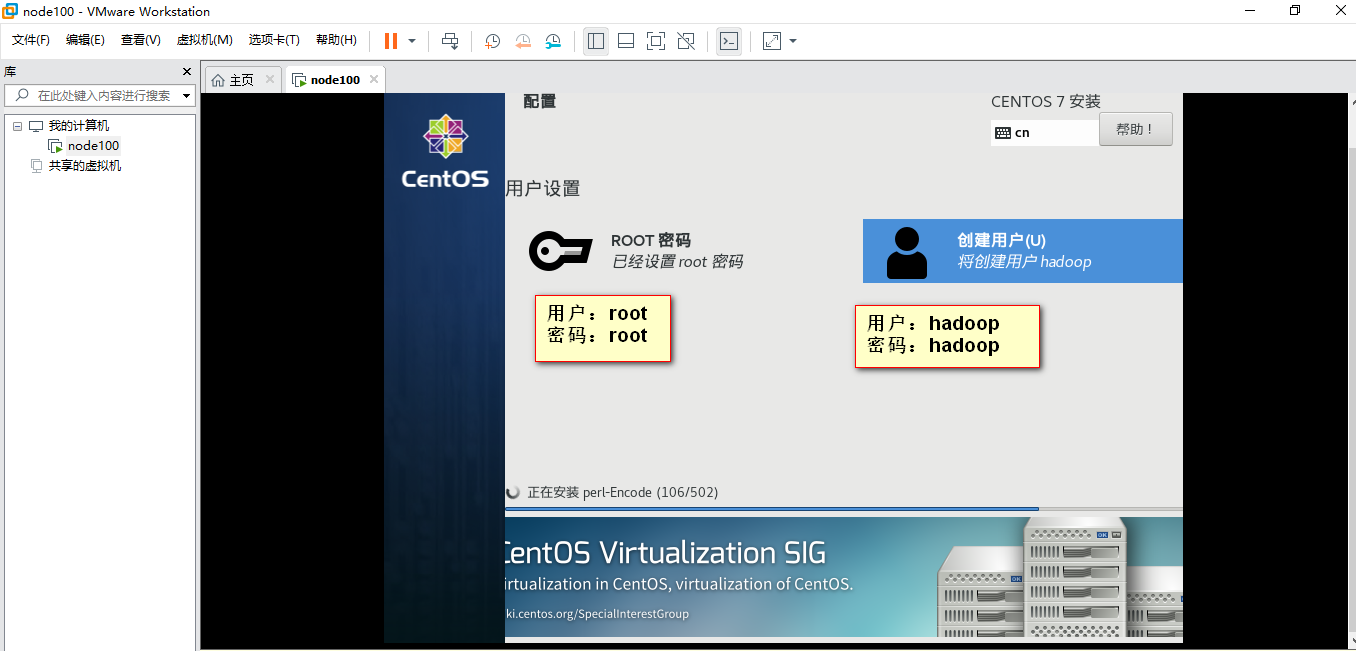 node100 - VMware Workstation
文件(F) 编辑(E) 查看(V) 虚拟机(M) 选项卡(T) 帮助(H)
库
在此处键入内容进行搜索
我的计算机
node100
共享的虚拟机
主页 node100
CentOS
配置
CENTOS 7 安装
cn
帮助！
用户设置
ROOT 密码
已经设置 root 密码
创建用户(U)
将创建用户 hadoop
用户：root
密码：root
用户：hadoop
密码：hadoop
正在安装 perl-Encode (106/502)
CentOS Virtualization SIG
irtualization in CentOS, virtualization of CentOS.
ki.centos.org/SpecialInterestGroup
OK
OK